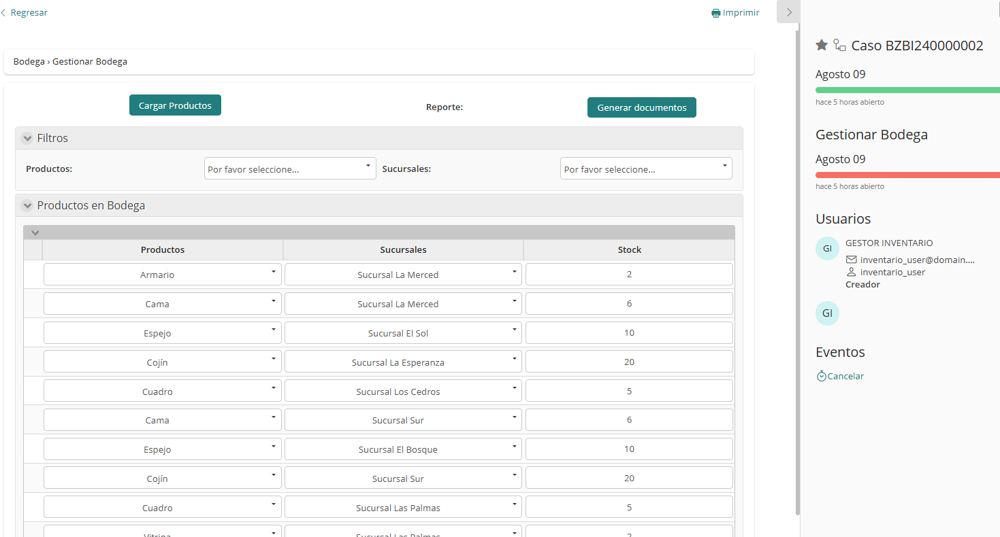 Regresar
Imprimir
Bodega › Gestionar Bodega
Cargar Productos
Reporte:
Generar documentos
Filtros
Productos:
Por favor seleccione...
Sucursales:
Por favor seleccione...
Productos en Bodega
Productos Sucursales Stock
Armario Sucursal La Merced 2
Cama Sucursal La Merced 6
Espejo Sucursal El Sol 10
Cojín Sucursal La Esperanza 20
Cuadro Sucursal Los Cedros 5
Cama Sucursal Sur 6
Espejo Sucursal El Bosque 10
Cojín Sucursal Sur 20
Cuadro Sucursal Las Palmas 5
Vitrina Sucursal Las Palmas 2
Caso BZBI240000002
Agosto 09
hace 5 horas abierto
Gestionar Bodega
Agosto 09
hace 5 horas abierto
Usuarios
GI
GESTOR INVENTARIO
inventario_user@domain....
inventario_user
Creador
GI
Eventos
Cancelar